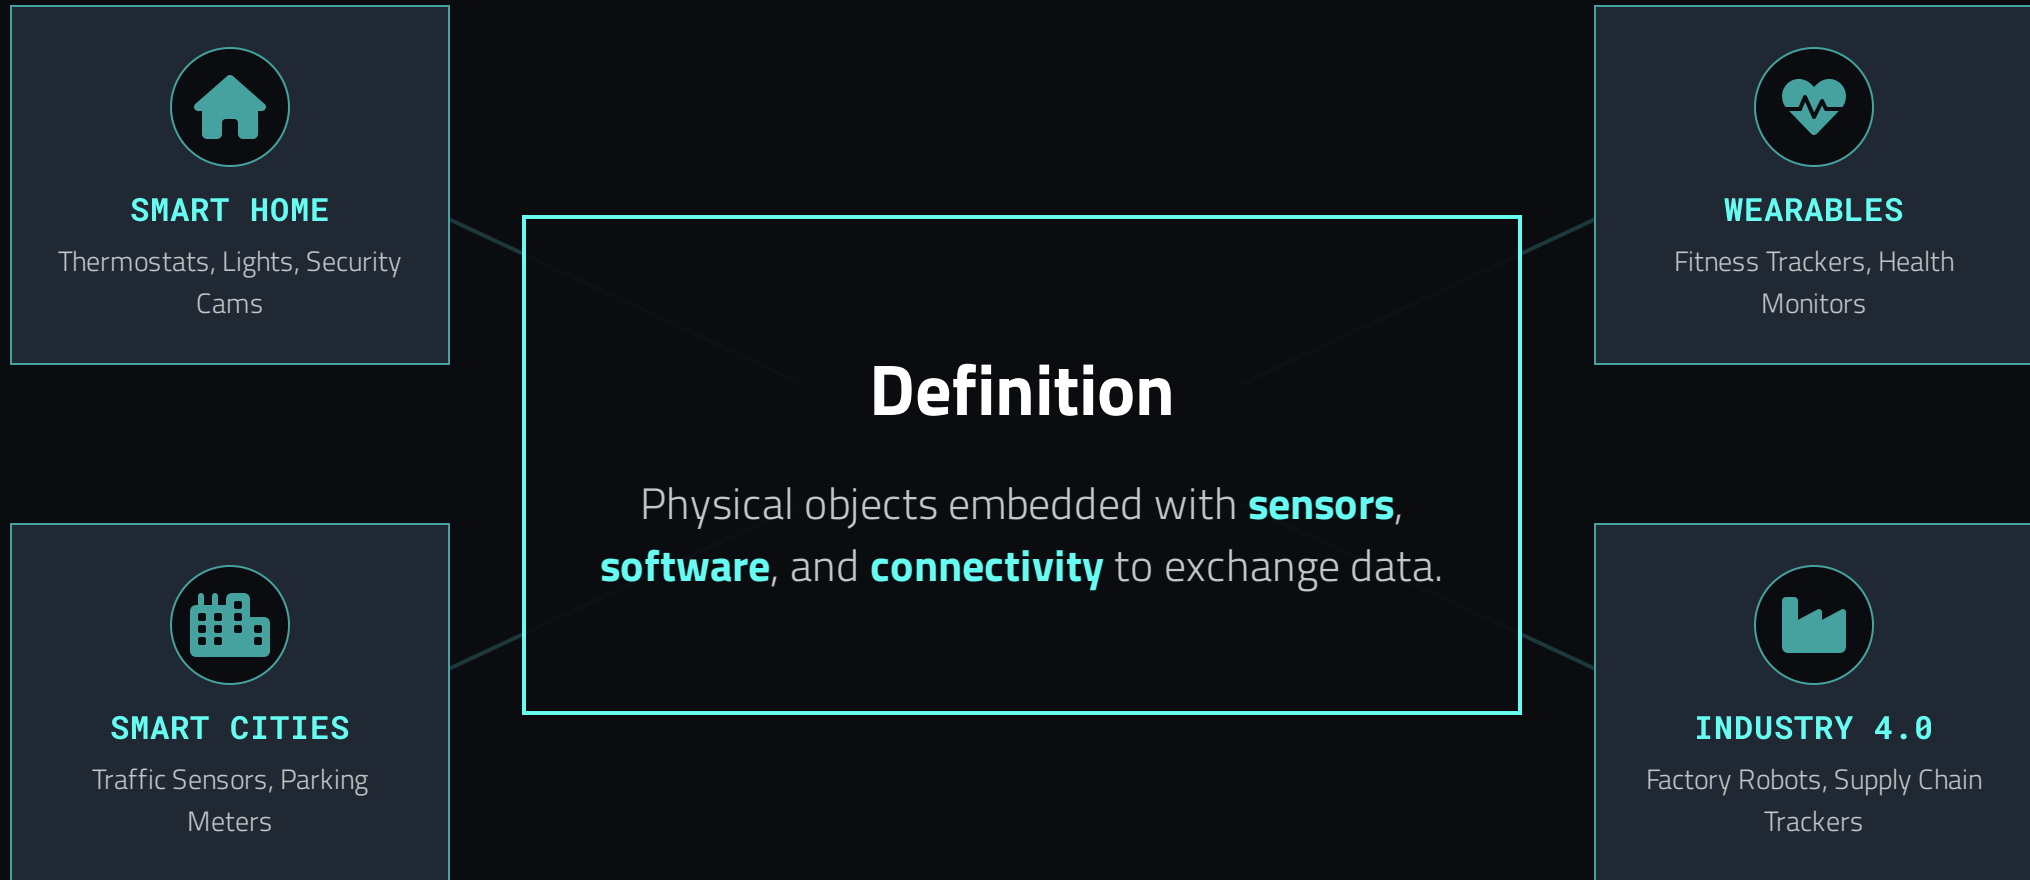 SMART HOME
Thermostats, Lights, Security
Cams
WEARABLES
Fitness Trackers, Health
Monitors
Definition
Physical objects embedded with sensors,
software, and connectivity to exchange data.
SMART CITIES
Traffic Sensors, Parking
Meters
INDUSTRY 4.0
Factory Robots, Supply Chain
Trackers